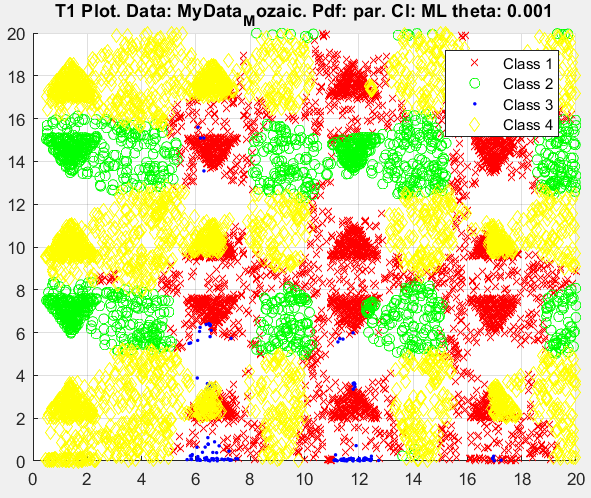 T1 Plot. Data: MyData_Mozaic. Pdf: par. Cl: ML theta: 0.001
20
18
16
14
12
10
8
6
4
2
0
Class 1
Class 2
Class 3
Class 4
0 2 4 6 8 10 12 14 16 18 20